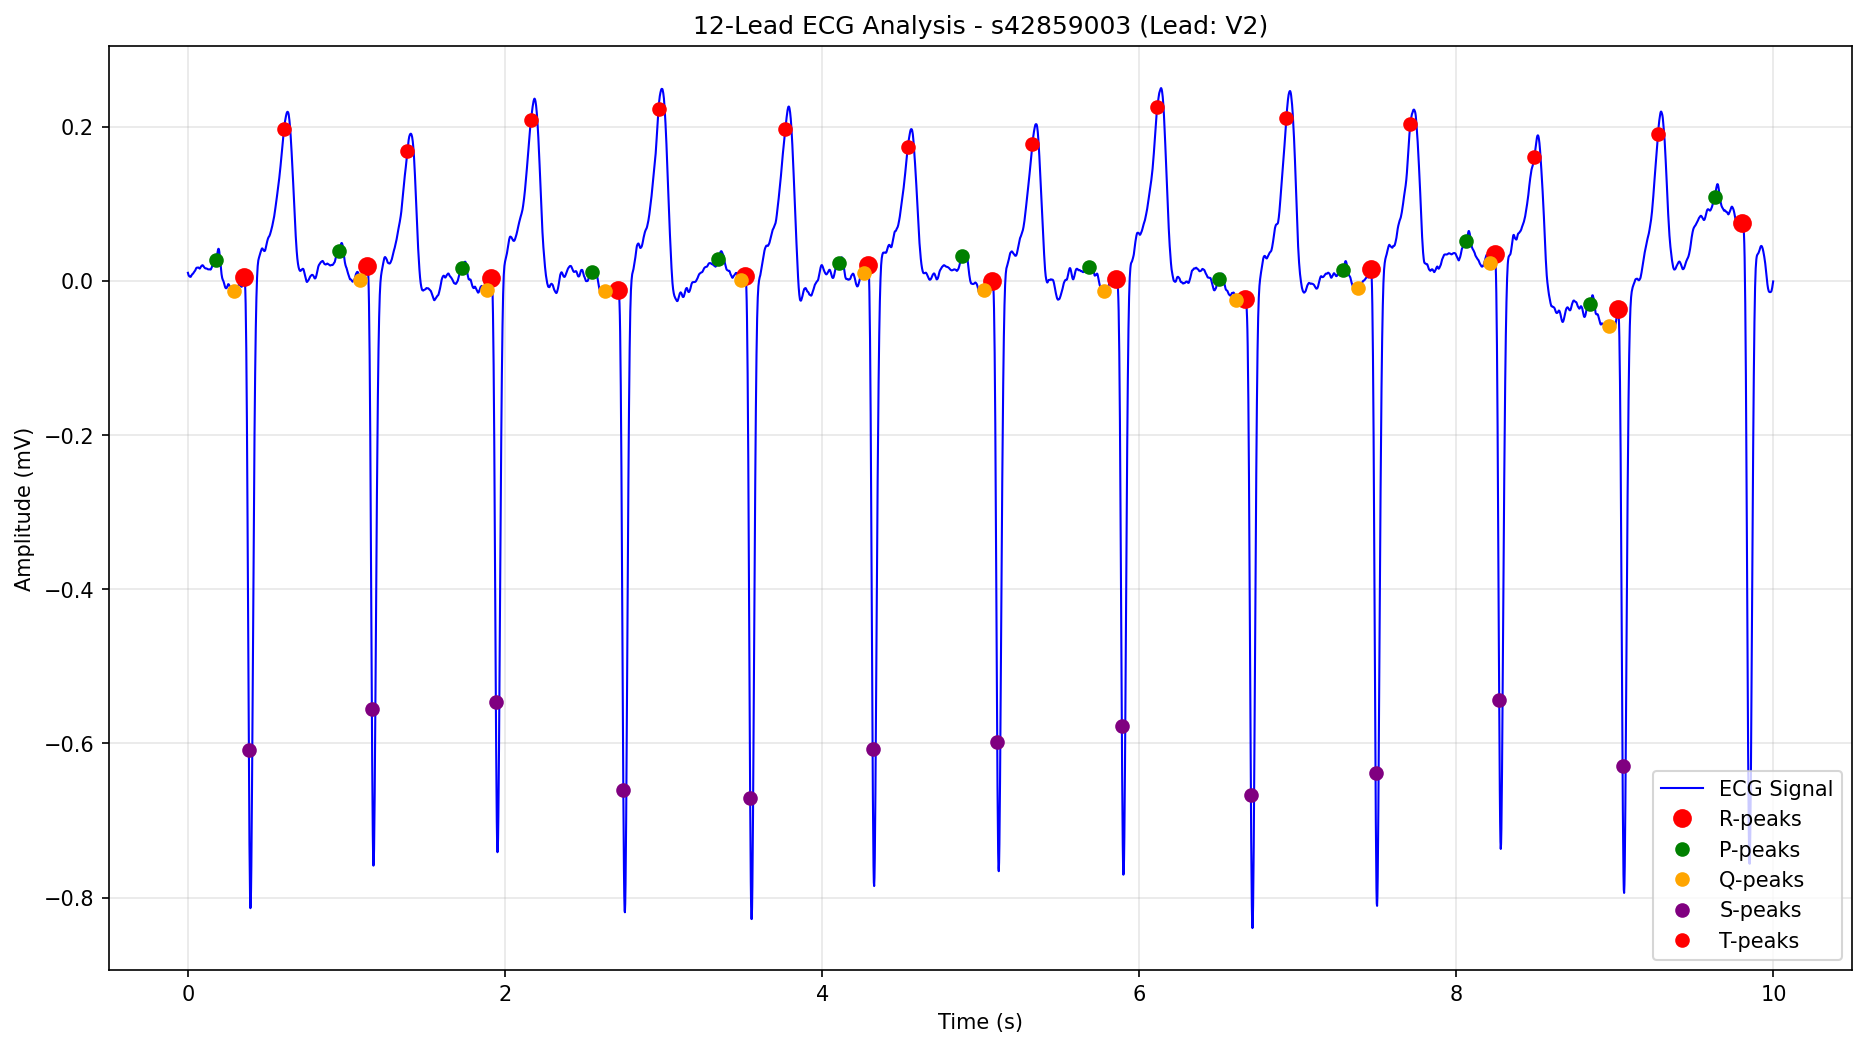 12-Lead ECG Analysis - s42859003 (Lead: V2)
Amplitude (mV)
0.2
0.0
−0.2
−0.4
−0.6
−0.8
0 2 4 6 8 10
Time (s)
ECG Signal
R-peaks
P-peaks
Q-peaks
S-peaks
T-peaks